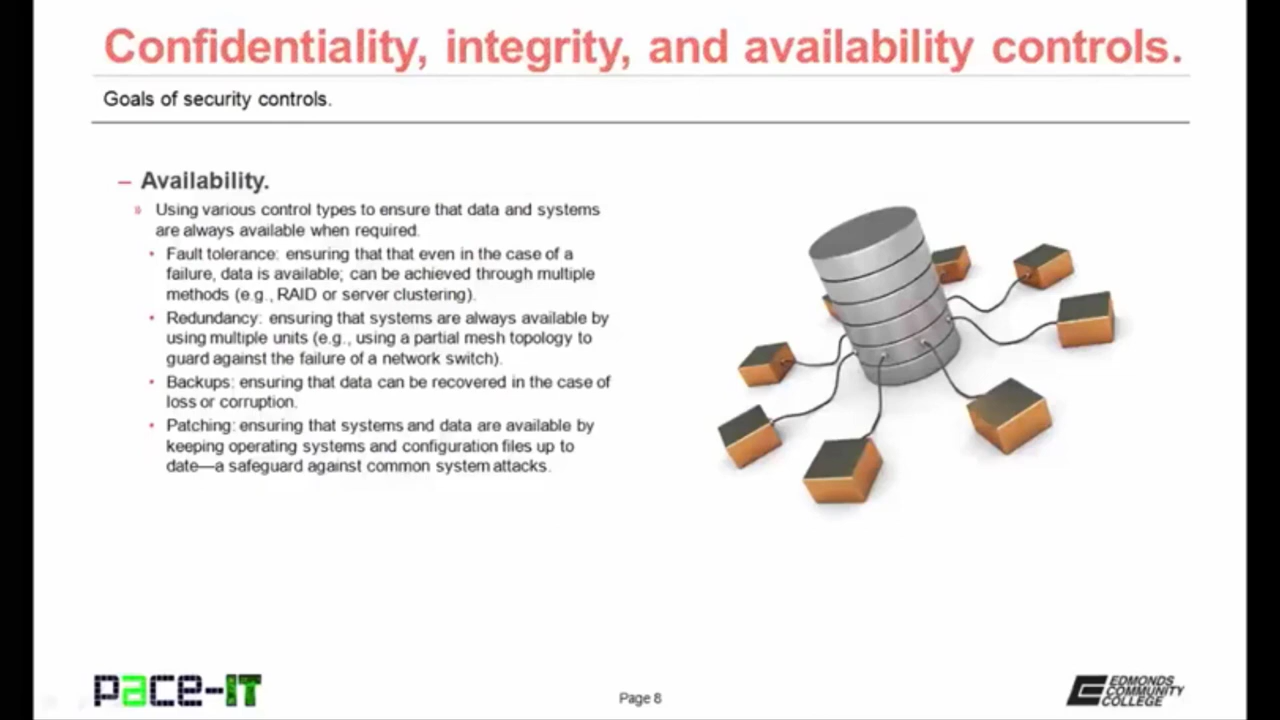 Confidentiality, integrity, and availability controls.
Goals of security controls.
– Availability.
» Using various control types to ensure that data and systems
are always available when required.
• Fault tolerance: ensuring that that even in the case of a
failure, data is available; can be achieved through multiple
methods (e.g., RAID or server clustering).
• Redundancy: ensuring that systems are always available by
using multiple units (e.g., using a partial mesh topology to
guard against the failure of a network switch).
• Backups: ensuring that data can be recovered in the case of
loss or corruption.
• Patching: ensuring that systems and data are available by
keeping operating systems and configuration files up to
date—a safeguard against common system attacks.
pace-IT
Page 8
EDMONDS
COMMUNITY
COLLEGE